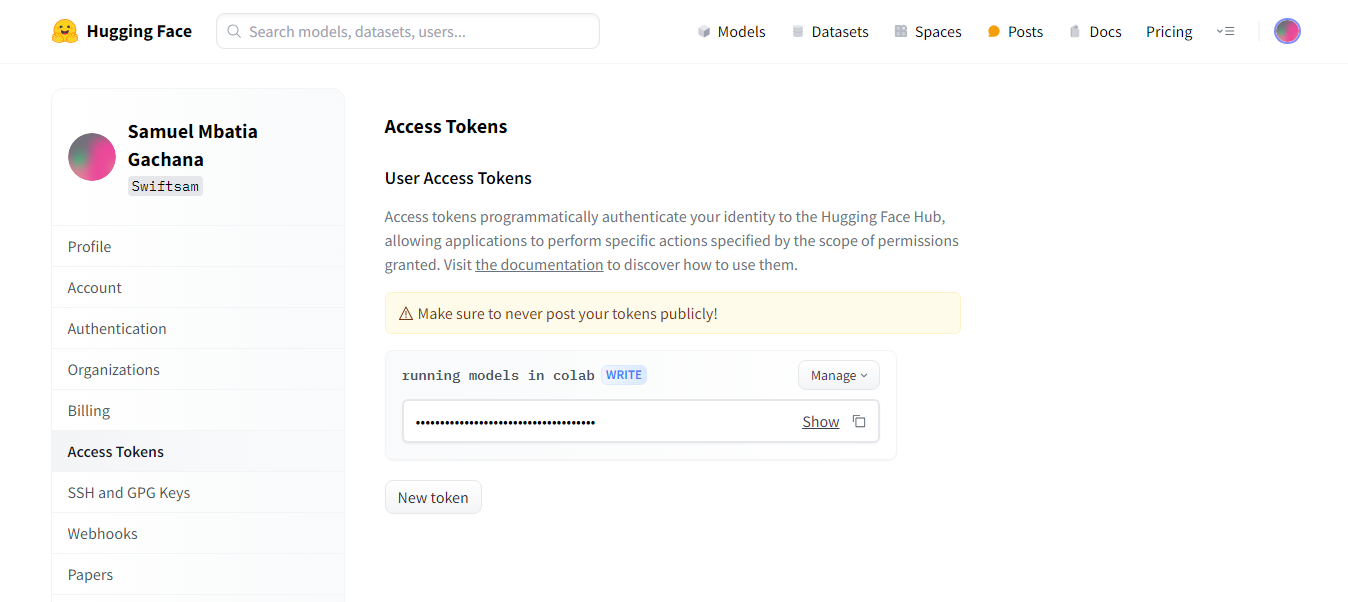 Hugging Face
Search models, datasets, users...
Models
Datasets
Spaces
Posts
Docs
Pricing
Samuel Mbatia
Gachana
Swiftsam
Profile
Account
Authentication
Organizations
Billing
Access Tokens
SSH and GPG Keys
Webhooks
Papers
Access Tokens
User Access Tokens
Access tokens programmatically authenticate your identity to the Hugging Face Hub,
allowing applications to perform specific actions specified by the scope of permissions
granted. Visit the documentation to discover how to use them.
⚠ Make sure to never post your tokens publicly!
running models in colab WRITE
Manage
••••••••••••••••••••••••••••••••••••• Show
New token